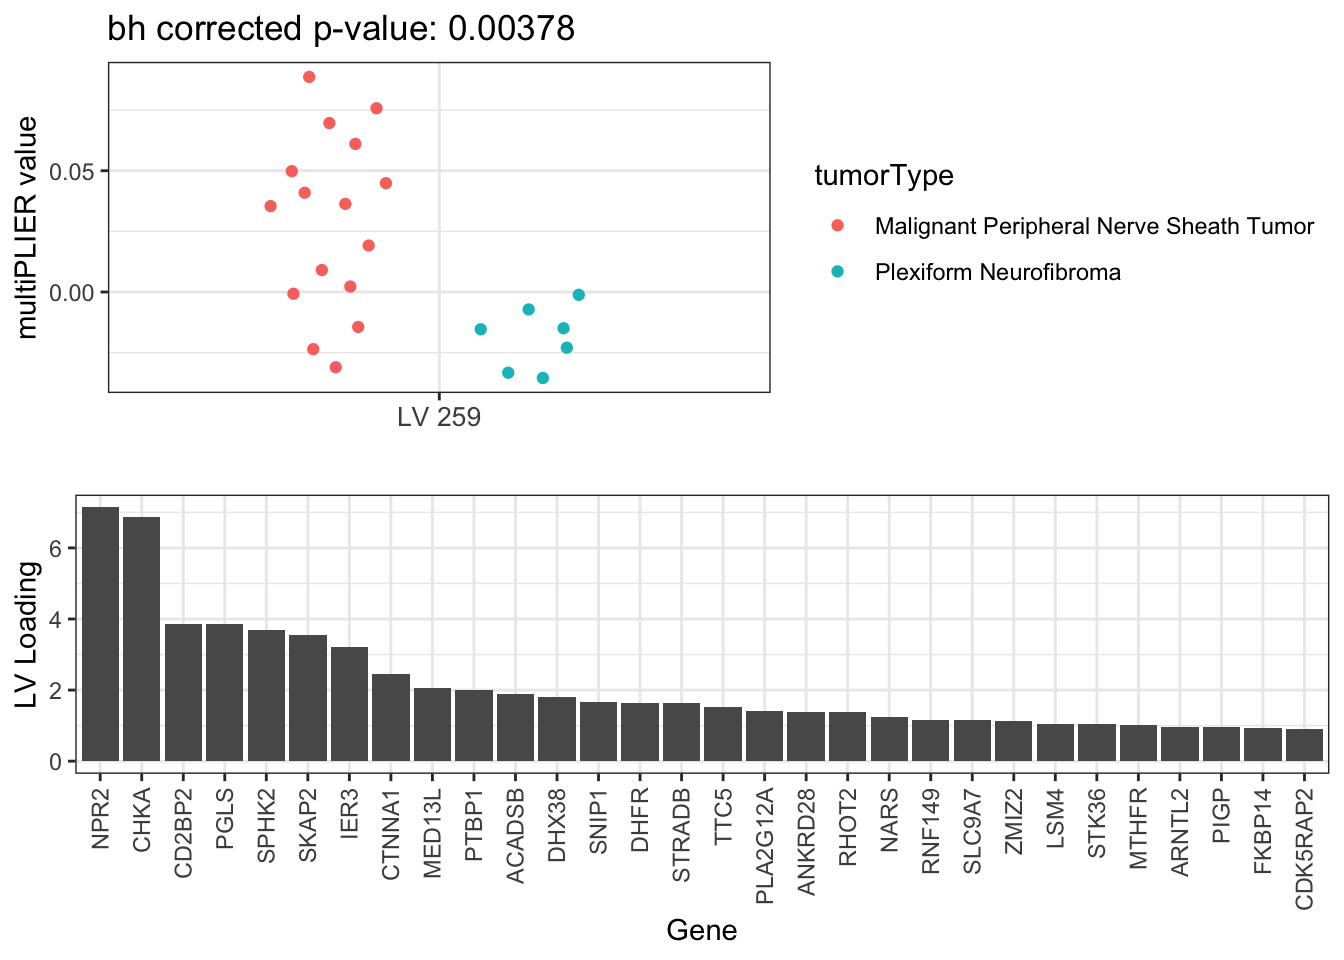 bh corrected p-value: 0.00378
multiPLIER value
0.05
0.00
LV 259
tumorType
Malignant Peripheral Nerve Sheath Tumor
Plexiform Neurofibroma
LV Loading
6
4
2
0
NPR2
CHKA
CD2BP2
PGLS
SPHK2
SKAP2
IER3
CTNNA1
MED13L
PTBP1
ACADSB
DHX38
SNIP1
DHFR
STRADB
TTC5
PLA2G12A
ANKRD28
RHOT2
NARS
RNF149
SLC9A7
ZMIZ2
LSM4
STK36
MTHFR
ARNTL2
PIGP
FKBP14
CDK5RAP2
Gene